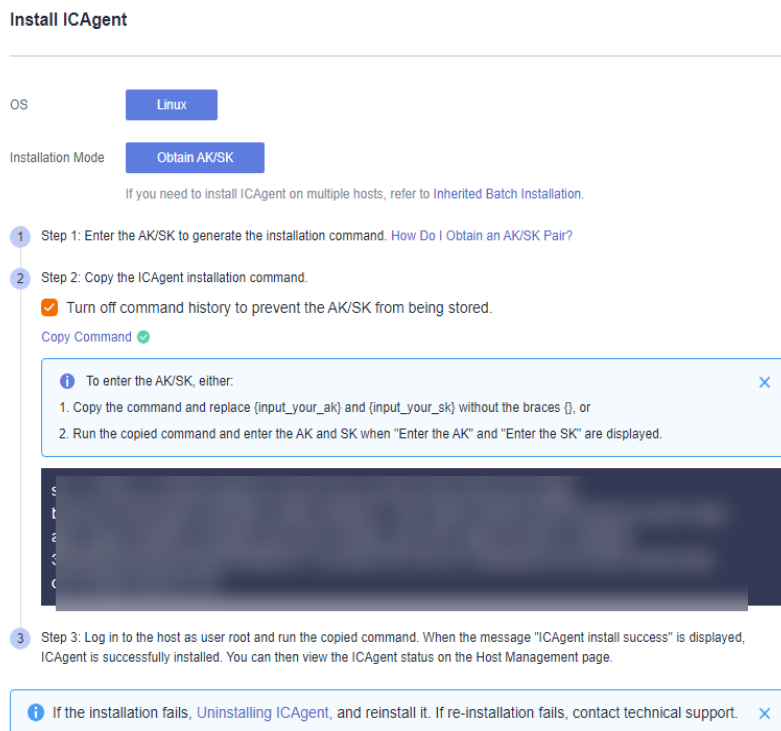 Install ICAgent
OS
Linux
Installation Mode
Obtain AK/SK
If you need to install ICAgent on multiple hosts, refer to Inherited Batch Installation.
1 Step 1: Enter the AK/SK to generate the installation command. How Do I Obtain an AK/SK Pair?
2 Step 2: Copy the ICAgent installation command.
Turn off command history to prevent the AK/SK from being stored.
Copy Command
To enter the AK/SK, either:
1. Copy the command and replace {input_your_ak} and {input_your_sk} without the braces {}, or
2. Run the copied command and enter the AK and SK when "Enter the AK" and "Enter the SK" are displayed.
3 Step 3: Log in to the host as user root and run the copied command. When the message "ICAgent install success" is displayed,
ICAgent is successfully installed. You can then view the ICAgent status on the Host Management page.
If the installation fails, Uninstalling ICAgent, and reinstall it. If re-installation fails, contact technical support.